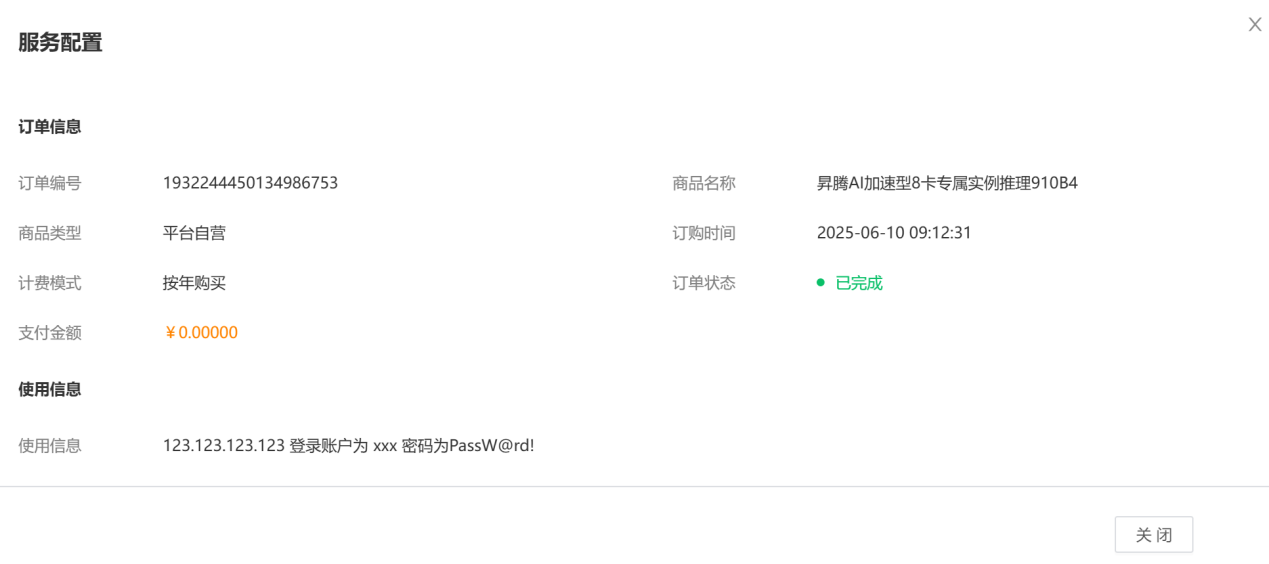 服务配置
订单信息
订单编号 1932244450134986753 商品名称 昇腾AI加速型8卡专属实例推理910B4
商品类型 平台自营 订购时间 2025-06-10 09:12:31
计费模式 按年购买 订单状态 已完成
支付金额 ￥0.00000
使用信息
使用信息 123.123.123.123 登录账户为 xxx 密码为PassW@rd!
关 闭